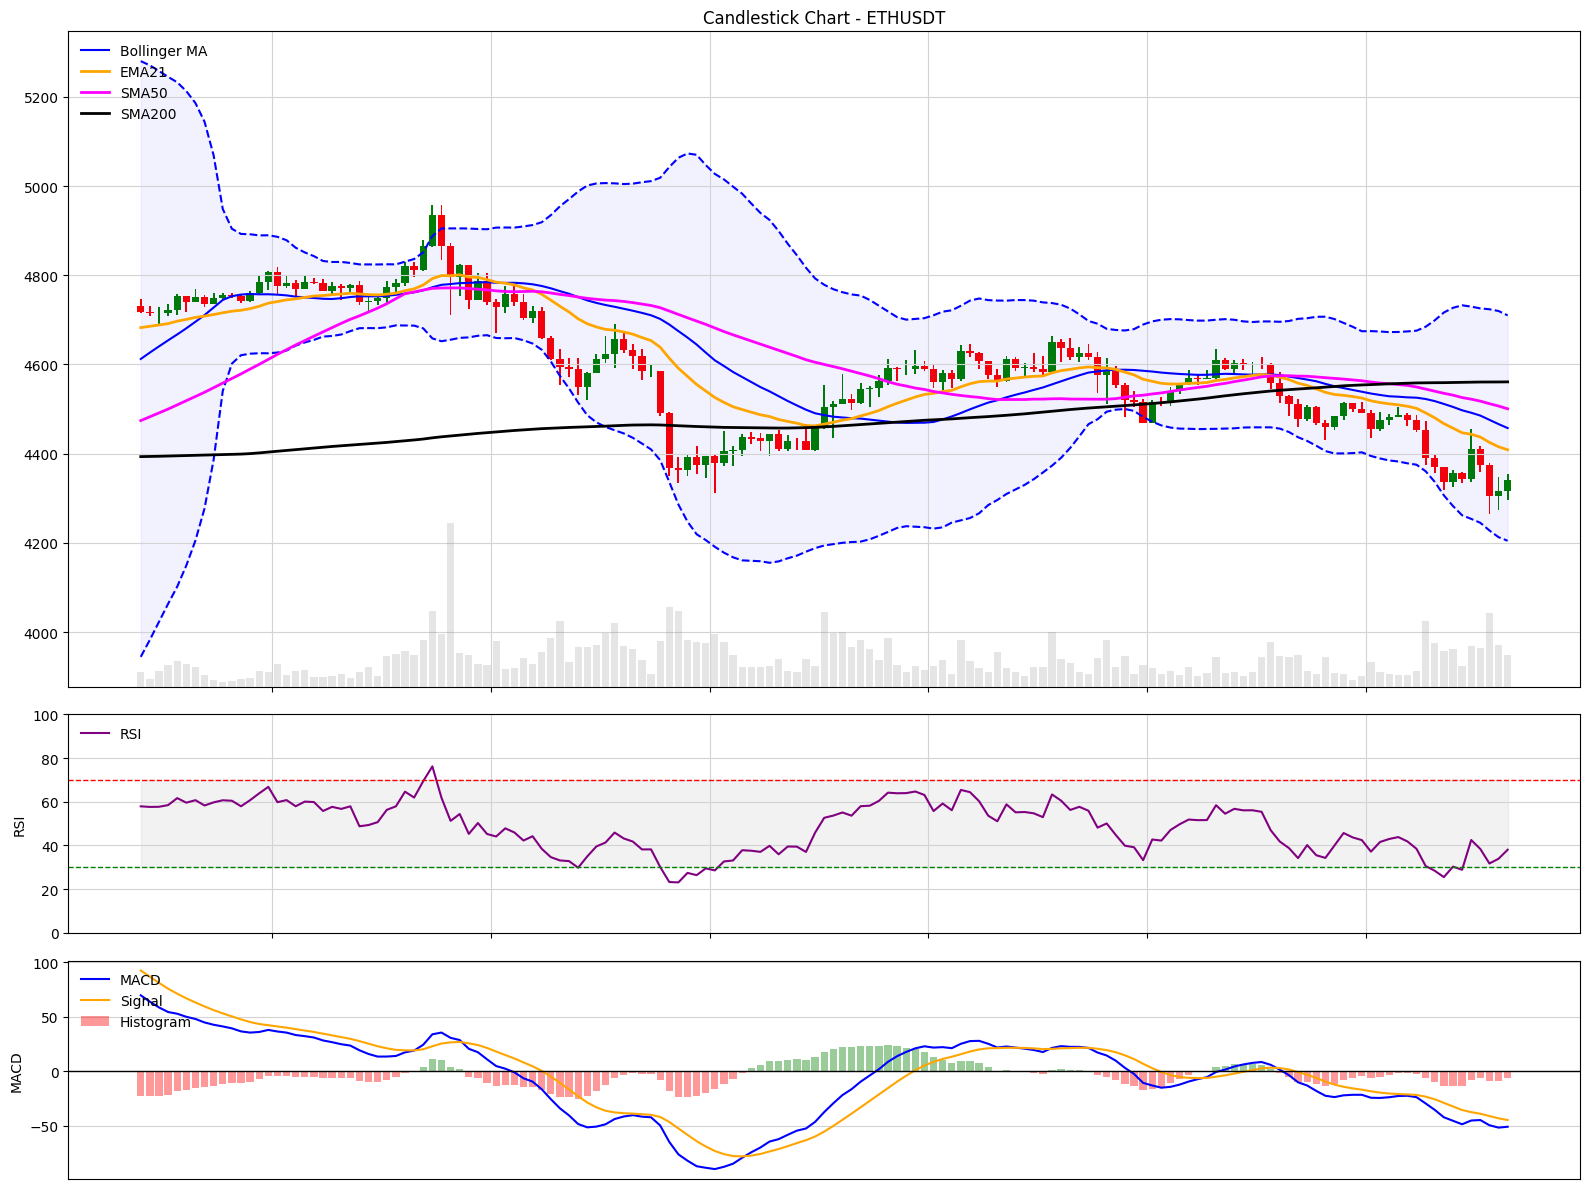 Candlestick Chart - ETHUSDT
Bollinger MA
EMA21
SMA50
SMA200
5200
5000
4800
4600
4400
4200
4000
RSI
100
80
60
40
20
0
RSI
MACD
Signal
Histogram
100
50
0
−50
MACD